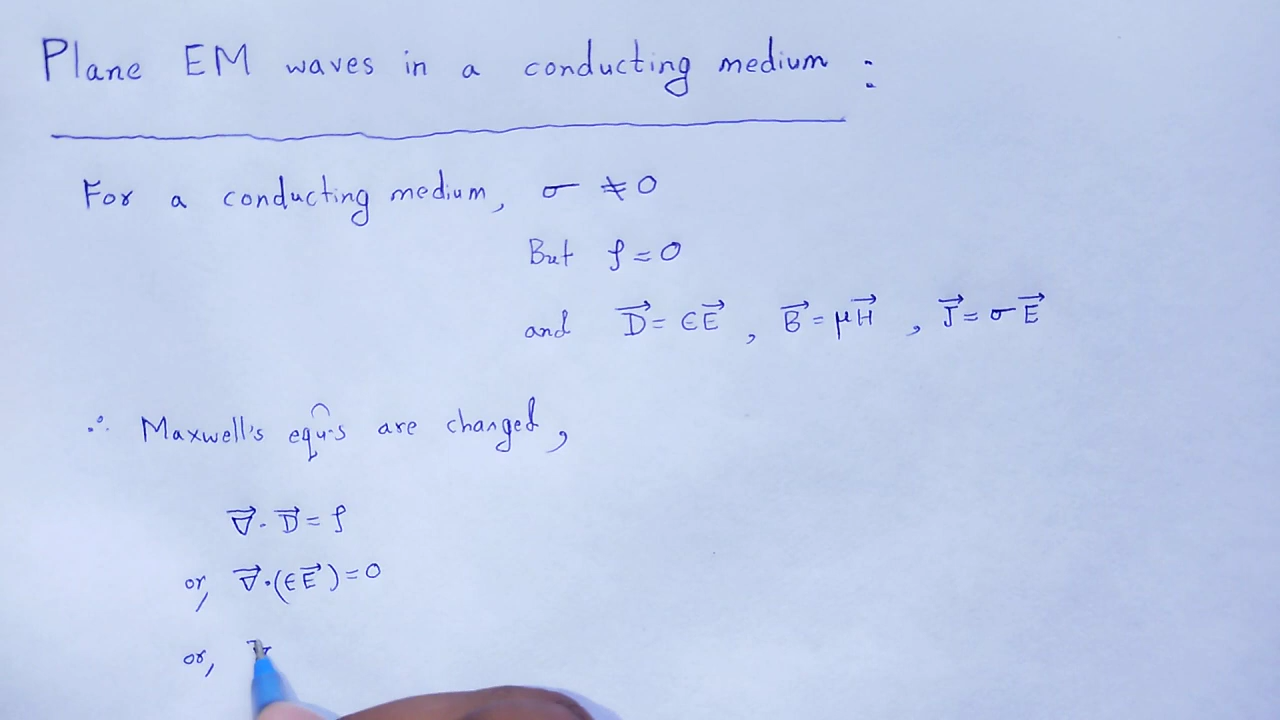 Plane EM waves in a conducting medium :
For a conducting medium, σ ≠ 0
But ρ = 0
and D⃗ = ϵE⃗ , B⃗ = μH⃗ , J⃗ = σE⃗
∴ Maxwell's eqû-s are changed,
∇⃗ · D⃗ = ρ
or, ∇⃗ · (ϵE⃗) = 0
or,